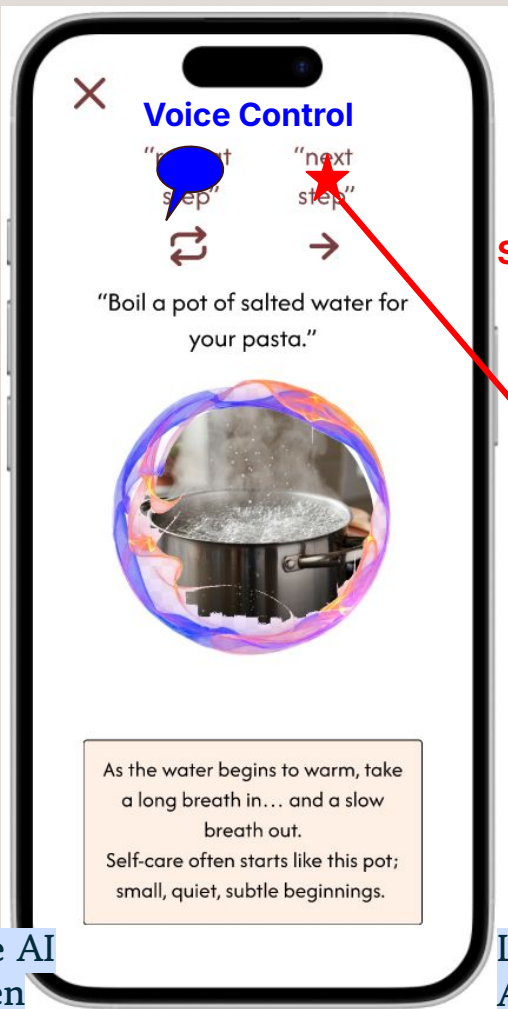 Voice Control
“next
step”
“Boil a pot of salted water for
your pasta.”
As the water begins to warm, take
a long breath in… and a slow
breath out.
Self-care often starts like this pot;
small, quiet, subtle beginnings.
AI